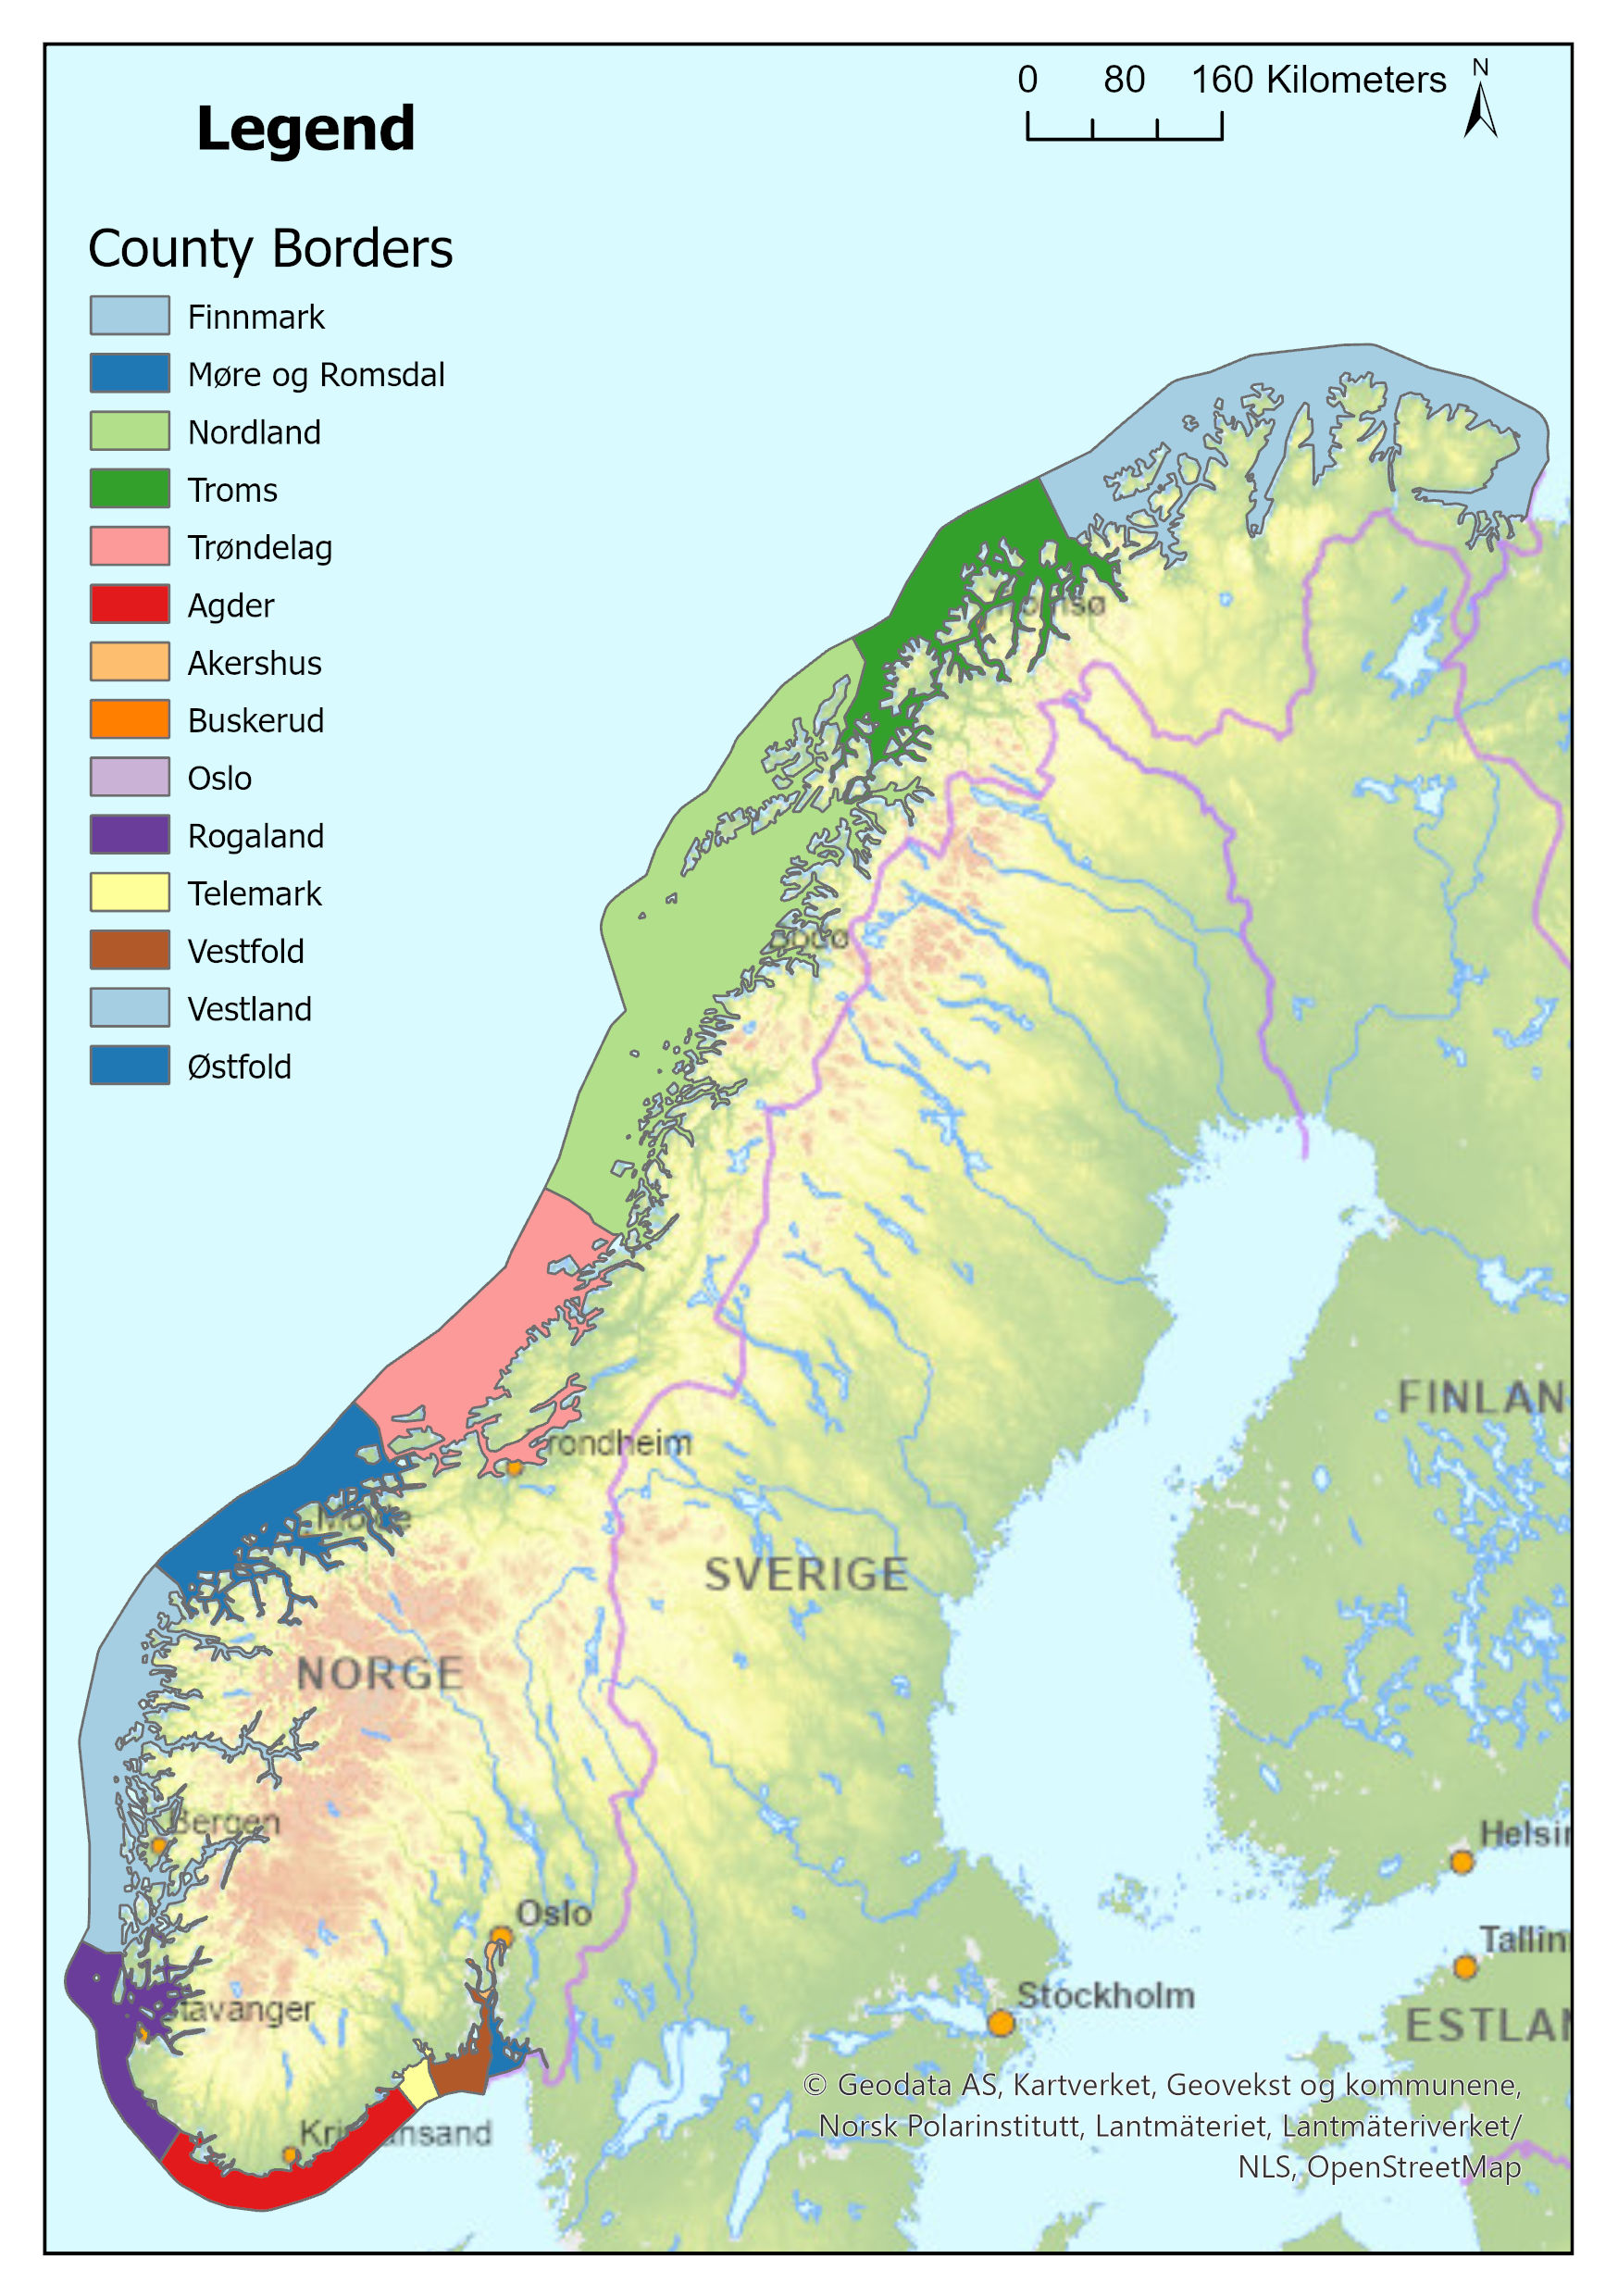 0 80 160 Kilometers
N
Legend
County Borders
Finnmark
Møre og Romsdal
Nordland
Troms
Trøndelag
Agder
Akershus
Buskerud
Oslo
Rogaland
Telemark
Vestfold
Vestland
Østfold
Tromsø
Bodø
FINLAN
Trondheim
Molde
SVERIGE
NORGE
Bergen
Helsin
Oslo
Tallin
Stockholm
Stavanger
ESTLAN
Kristiansand
© Geodata AS, Kartverket, Geovekst og kommunene,
Norsk Polarinstitutt, Lantmäteriet, Lantmäteriverket/
NLS, OpenStreetMap